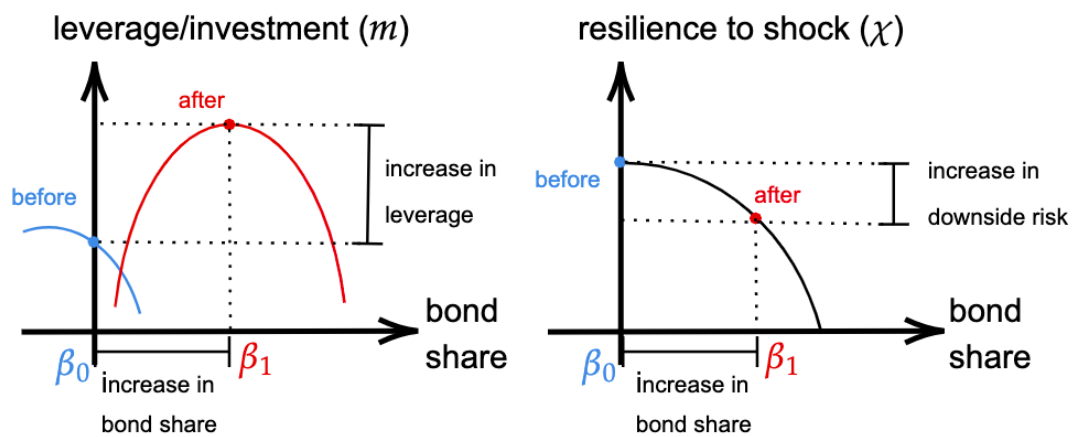 leverage/investment (m)
after
before
increase in
leverage
bond
share
β₀
β₁
increase in
bond share
resilience to shock (χ)
before
after
increase in
downside risk
bond
share
β₀
β₁
increase in
bond share